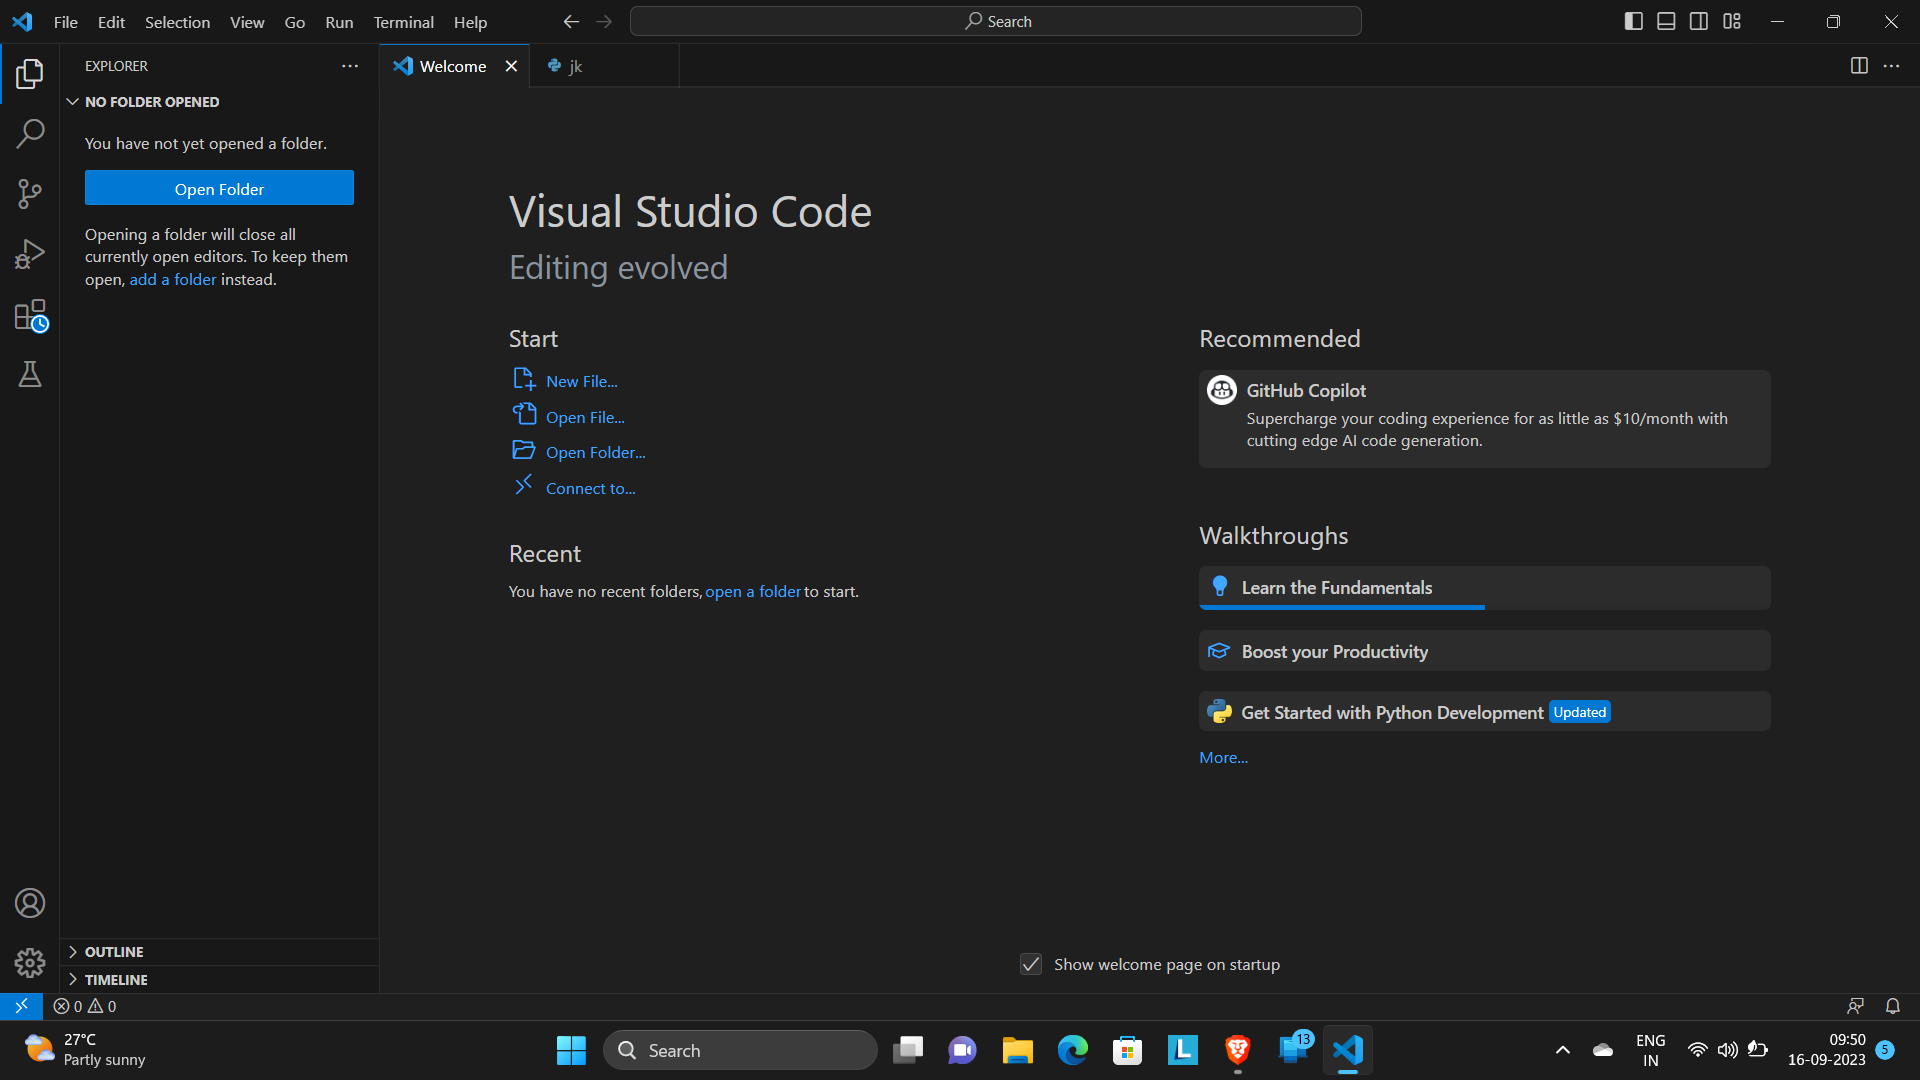 File Edit Selection View Go Run Terminal Help
Search
EXPLORER
NO FOLDER OPENED
You have not yet opened a folder.
Open Folder
Opening a folder will close all
currently open editors. To keep them
open, add a folder instead.
OUTLINE
TIMELINE
Welcome
jk
Visual Studio Code
Editing evolved
Start
New File...
Open File...
Open Folder...
Connect to...
Recent
You have no recent folders, open a folder to start.
Recommended
GitHub Copilot
Supercharge your coding experience for as little as $10/month with
cutting edge AI code generation.
Walkthroughs
Learn the Fundamentals
Boost your Productivity
Get Started with Python Development Updated
More...
Show welcome page on startup
0 0
27°C
Partly sunny
Search
L
13
ENG
IN
09:50
16-09-2023
5